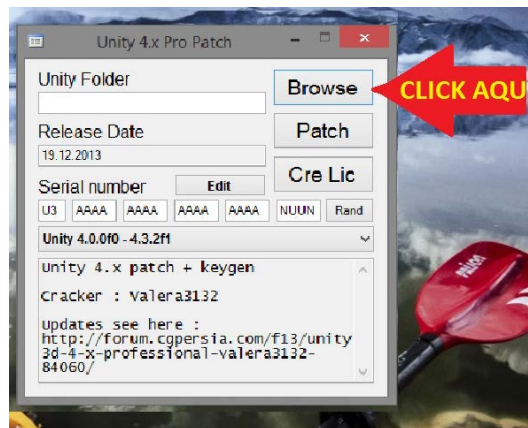 Unity 4.x Pro Patch
Unity Folder
Browse
CLICK AQU
Release Date
Patch
19.12.2013
Cre Lic
Serial number
Edit
U3 AAAA AAAA AAAA AAAA NUUN Rand
Unity 4.0.0f0 - 4.3.2f1
Unity 4.x patch + keygen
Cracker : Valera3132
Updates see here :
http://forum.cgpersia.com/f13/unity
3d-4-x-professional-valera3132-
84060/